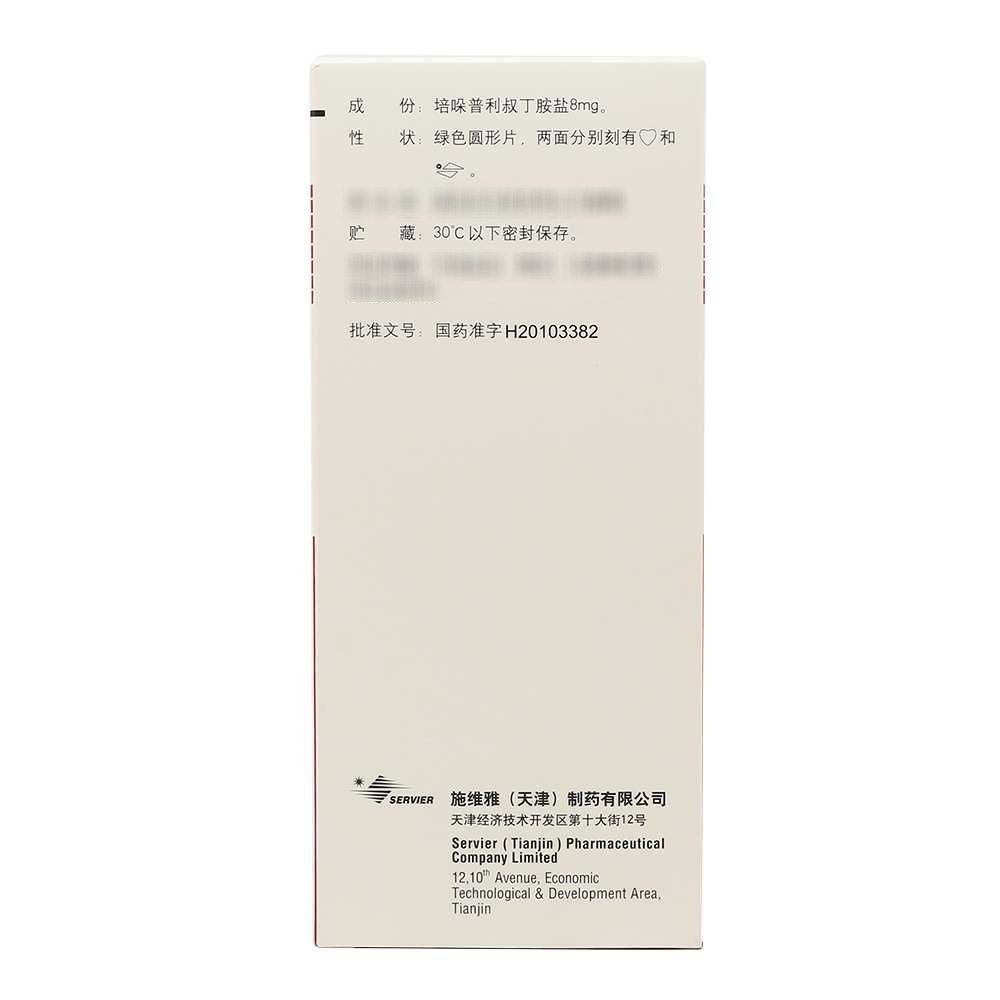 成 份：培哚普利叔丁胺盐8mg。
性 状：绿色圆形片，两面分别刻有♡和
。
贮 藏：30℃以下密封保存。
批准文号：国药准字H20103382
SERVIER
施维雅（天津）制药有限公司
天津经济技术开发区第十大街12号
Servier ( Tianjin ) Pharmaceutical
Company Limited
12,10th Avenue, Economic
Technological & Development Area,
Tianjin